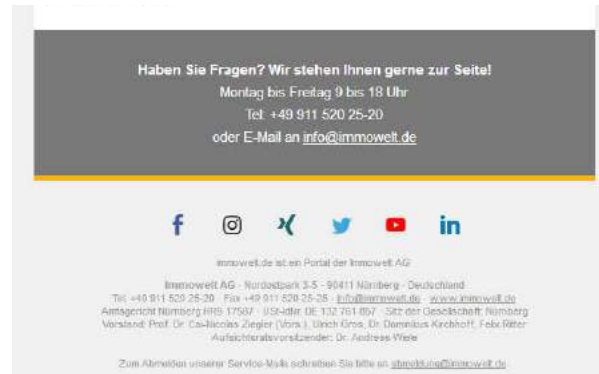 Haben Sie Fragen? Wir stehen Ihnen gerne zur Seite!
Montag bis Freitag 9 bis 18 Uhr
Tel: +49 911 520 25-20
oder E-Mail an info@immowelt.de
immowelt.de ist ein Portal der Immowelt AG
Immowelt AG - Nordostpark 3-5 - 90411 Nürnberg - Deutschland
Tel. +49 911 520 25-20 - Fax +49 911 520 25-25 - info@immowelt.de - www.immowelt.de
Amtsgericht Nürnberg HRB 17567 - USt-IdNr. DE 132 761 857 - Sitz der Gesellschaft: Nürnberg
Vorstand: Prof. Dr. Cai-Nicolas Ziegler (Vors.), Ulrich Gros, Dr. Dominikus Kirchhoff, Felix Ritter
Aufsichtsratsvorsitzender: Dr. Andreas Wiele
Zum Abmelden unserer Service-Mails schreiben Sie bitte an abmeldung@immowelt.de